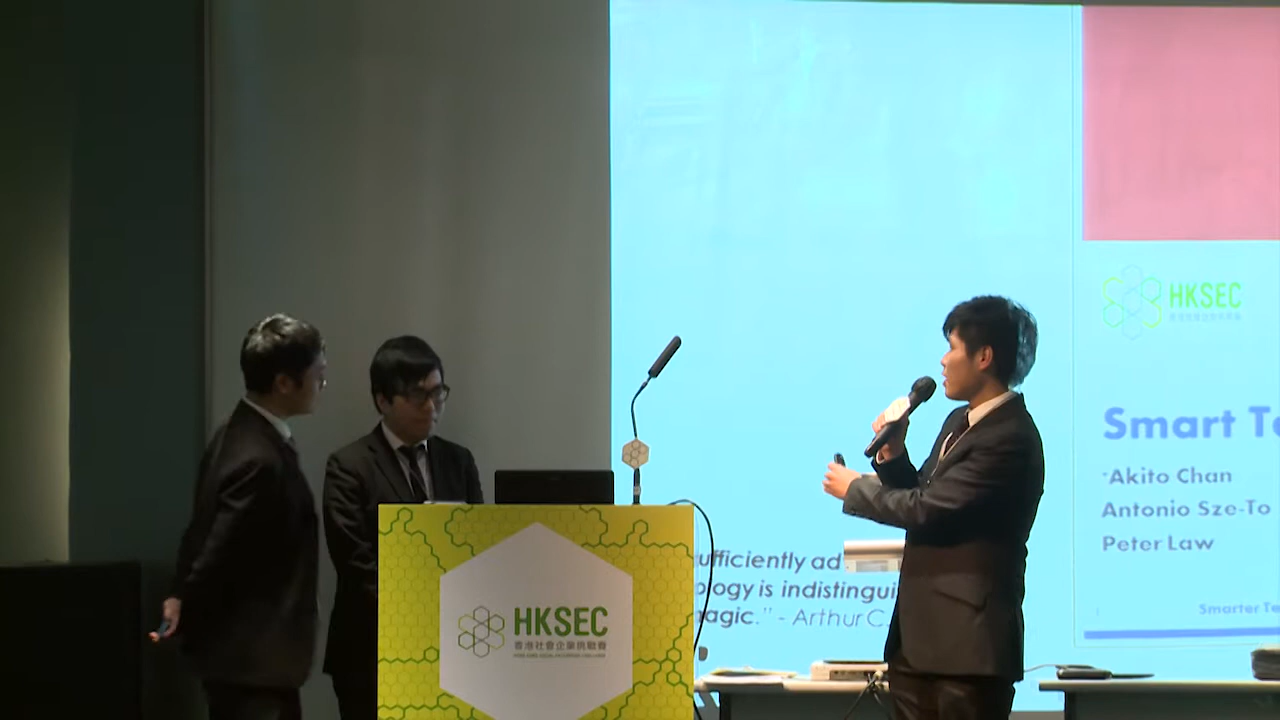 HKSEC
Smart Te
Akito Chan
Antonio Sze-To
Peter Law
Smarter Te
ufficiently ad
ology is indistingui
agic." - Arthur C.
HKSEC
香港社會企業挑戰賽